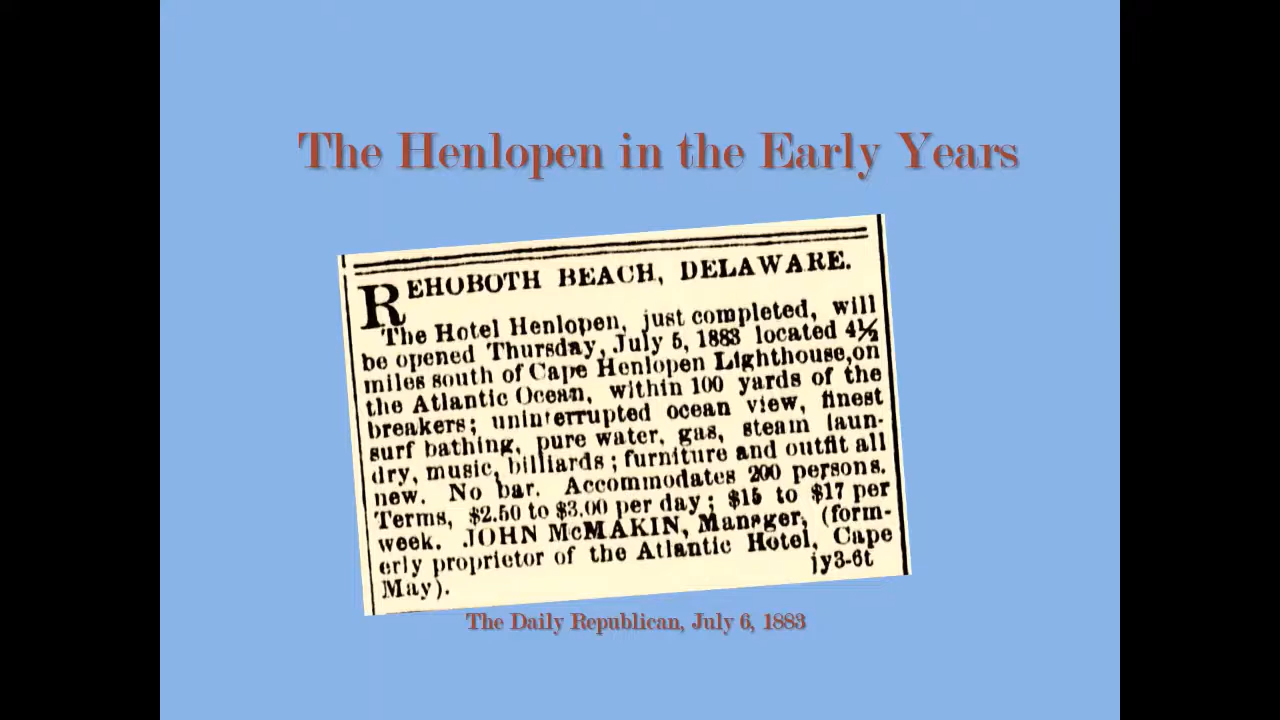 The Henlopen in the Early Years
REHOBOTH BEACH, DELAWARE.
The Hotel Henlopen, just completed, will
be opened Thursday, July 5, 1883 located 4½
miles south of Cape Henlopen Lighthouse, on
the Atlantic Ocean, within 100 yards of the
breakers; uninterrupted ocean view, finest
surf bathing, pure water, gas, steam laun-
dry, music, billiards; furniture and outfit all
new. No bar. Accommodates 200 persons.
Terms, $2.50 to $3.00 per day; $15 to $17 per
week. JOHN McMAKIN, Manager, (form-
erly proprietor of the Atlantic Hotel, Cape
May). jy3-6t
The Daily Republican, July 6, 1883